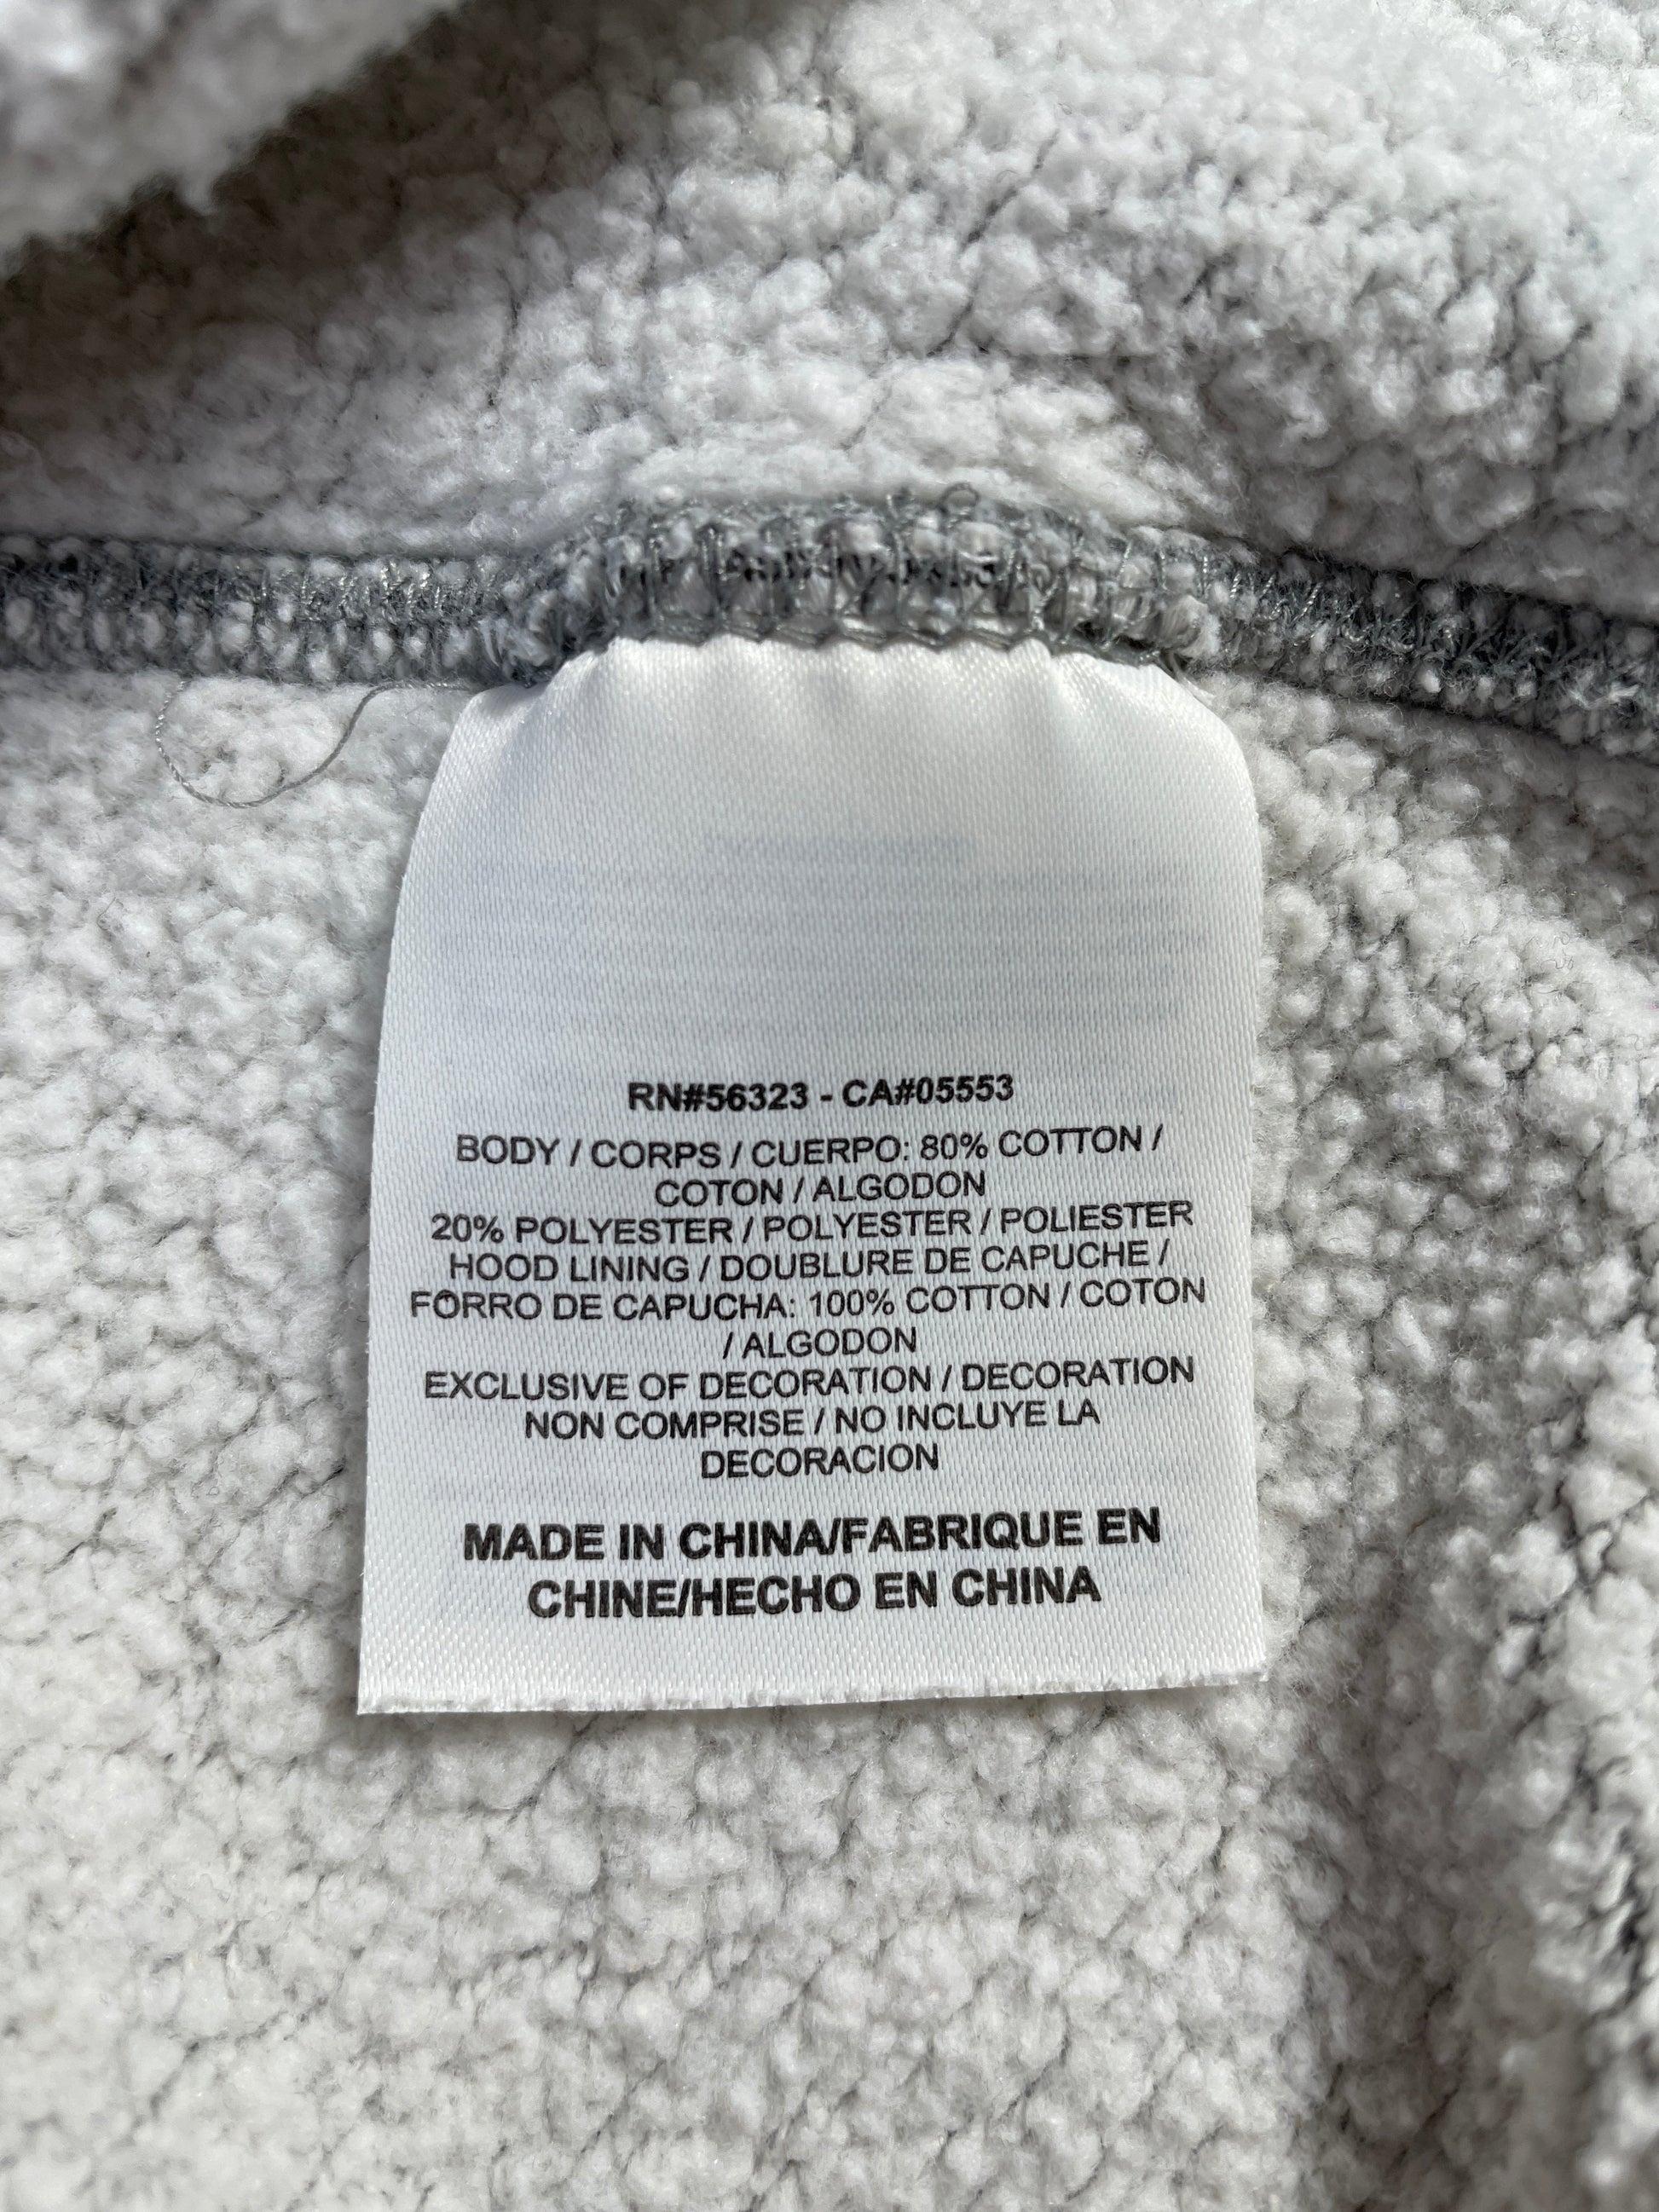 RN#56323 - CA#05553
BODY / CORPS / CUERPO: 80% COTTON /
COTON / ALGODON
20% POLYESTER / POLYESTER / POLIESTER
HOOD LINING / DOUBLURE DE CAPUCHE /
FORRO DE CAPUCHA: 100% COTTON / COTON
/ ALGODON
EXCLUSIVE OF DECORATION / DECORATION
NON COMPRISE / NO INCLUYE LA
DECORACION
MADE IN CHINA/FABRIQUE EN
CHINE/HECHO EN CHINA